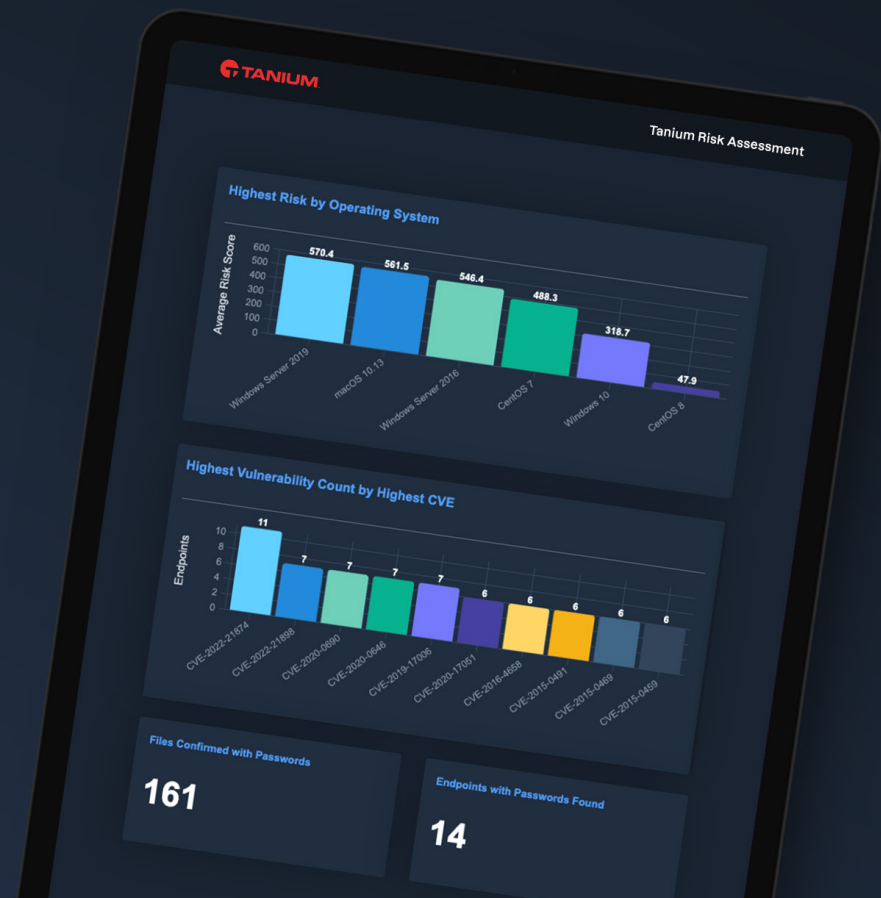 TANIUM
Tanium Risk Assessment
Highest Risk by Operating System
Average Risk Score
600
500
400
300
200
100
0
570.4
561.5
546.4
488.3
318.7
47.9
Windows Server 2019
macOS 10.13
Windows Server 2016
CentOS 7
Windows 10
CentOS 8
Highest Vulnerability Count by Highest CVE
Endpoints
10
8
6
4
2
0
11
7
7
7
7
6
6
6
6
6
CVE-2022-21874
CVE-2022-21898
CVE-2020-0690
CVE-2020-0646
CVE-2019-17006
CVE-2020-17051
CVE-2016-4658
CVE-2015-0491
CVE-2015-0469
CVE-2015-0459
Files Confirmed with Passwords
161
Endpoints with Passwords Found
14